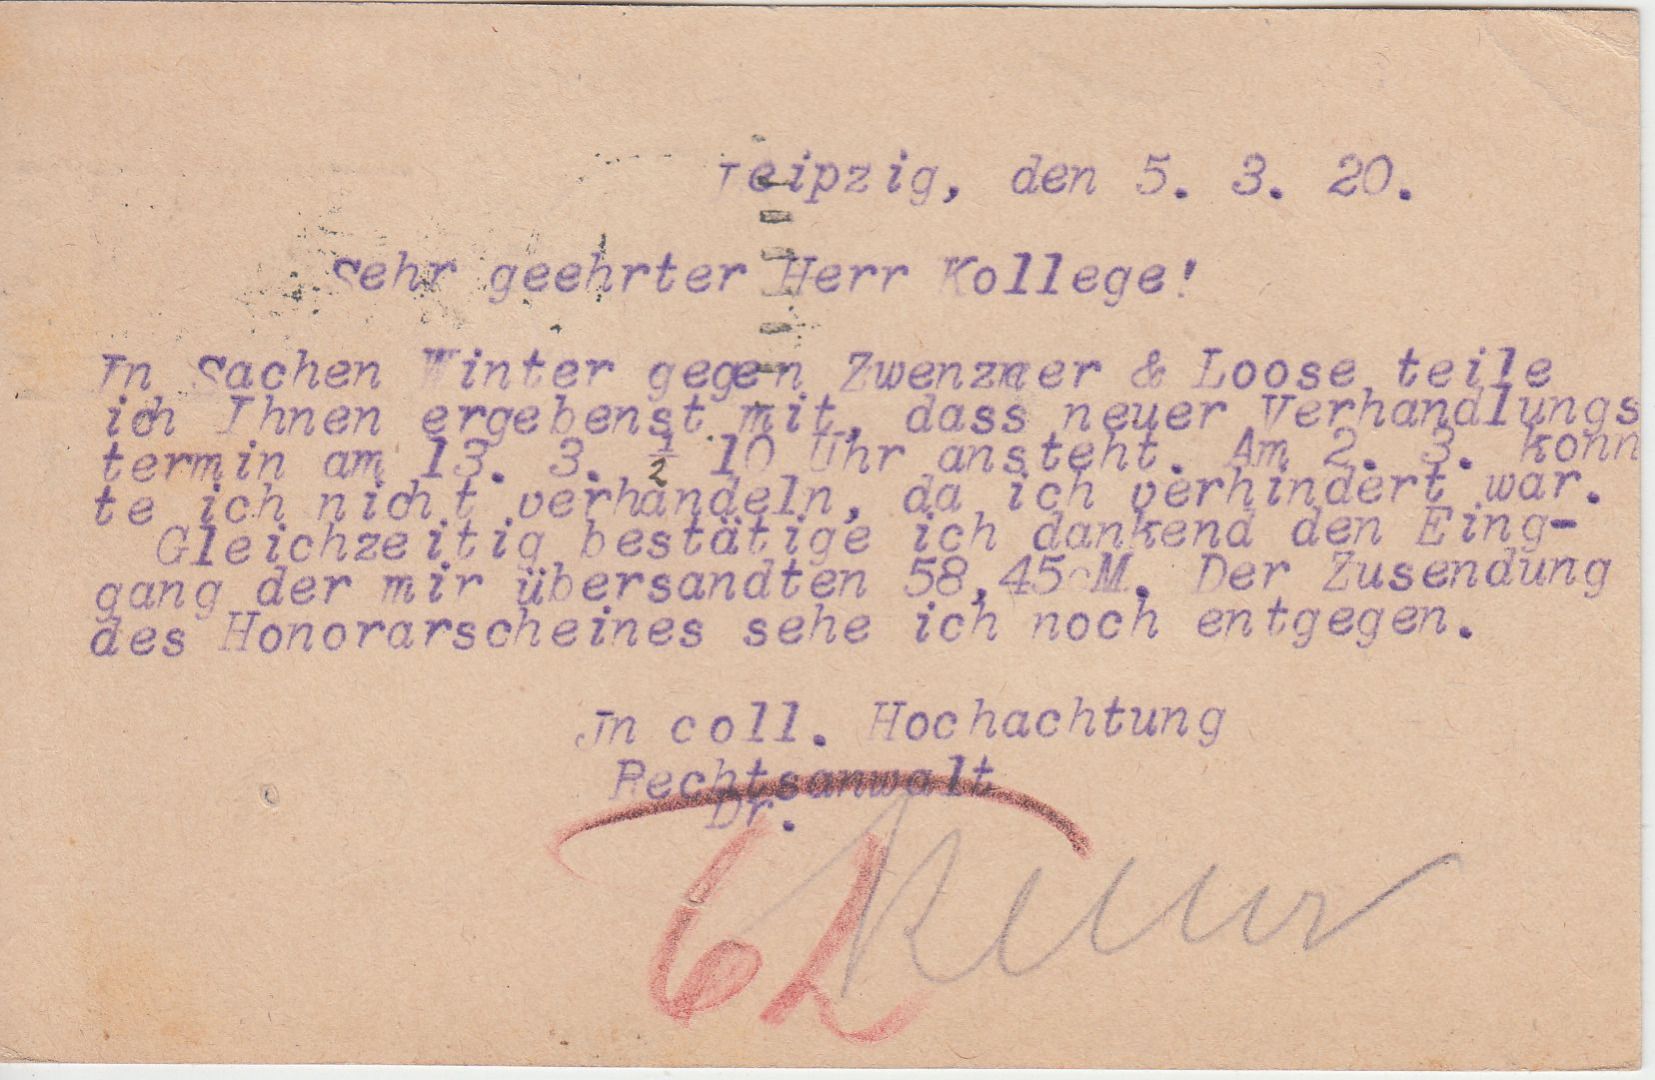 Leipzig, den 5. 3. 20.
Sehr geehrter Herr Kollege!
In Sachen Winter gegen Zwenzner & Loose teile
ich Ihnen ergebenst mit, dass neuer Verhandlungs
termin am 13. 3. ½ 10 Uhr ansteht. Am 2. 3. konn
te ich nicht verhandeln, da ich verhindert war.
Gleichzeitig bestätige ich dankend den Eing-
gang der mir übersandten 58,45 M. Der Zusendung
des Honorarscheines sehe ich noch entgegen.
In coll. Hochachtung
Rechtsanwalt
Dr.
62